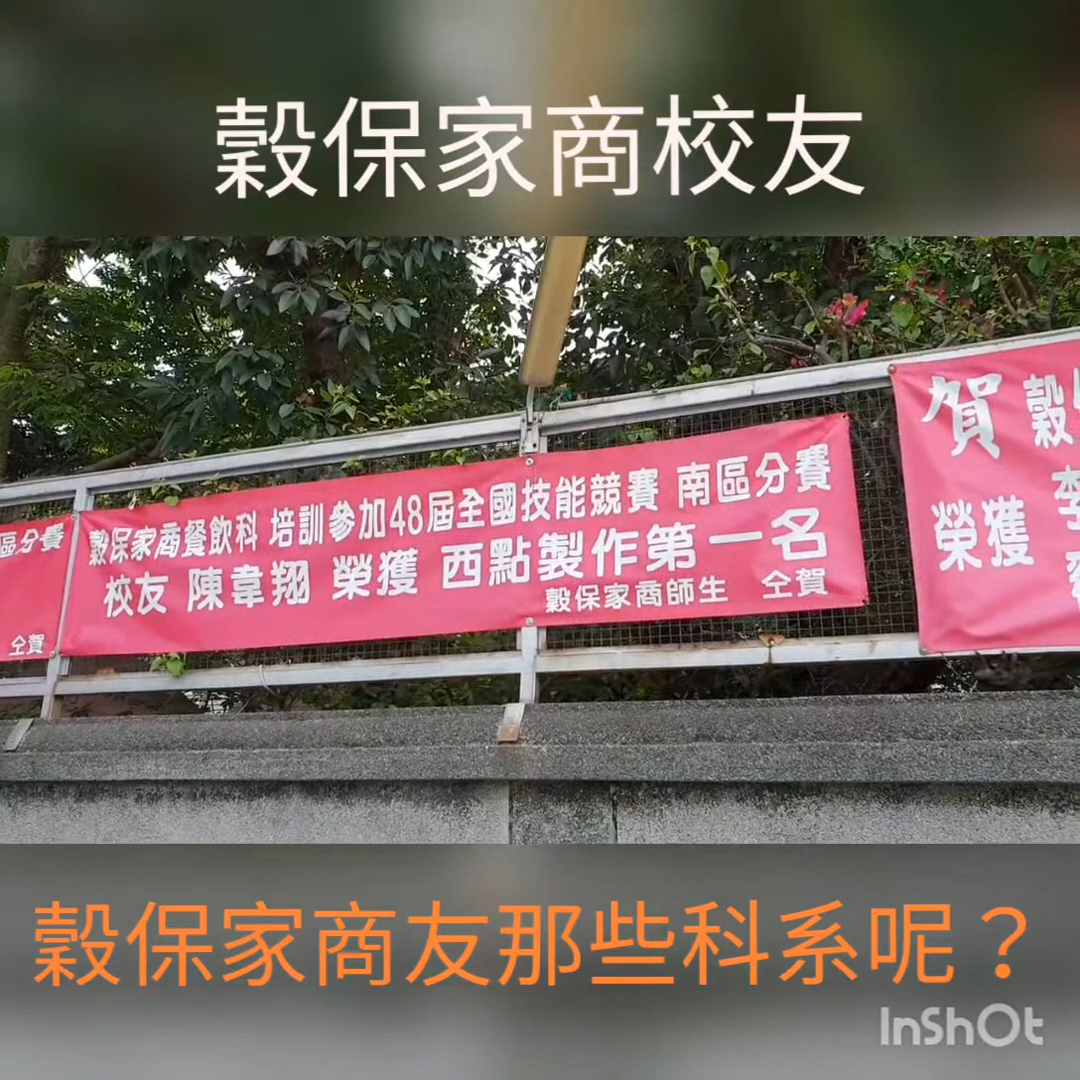 穀保家商校友
區分賽
仝賀
穀保家商餐飲科 培訓參加48屆全國技能競賽 南區分賽
校友 陳韋翔 榮獲 西點製作第一名
穀保家商師生 仝賀
賀 穀
榮獲
穀保家商友那些科系呢？
InShOt